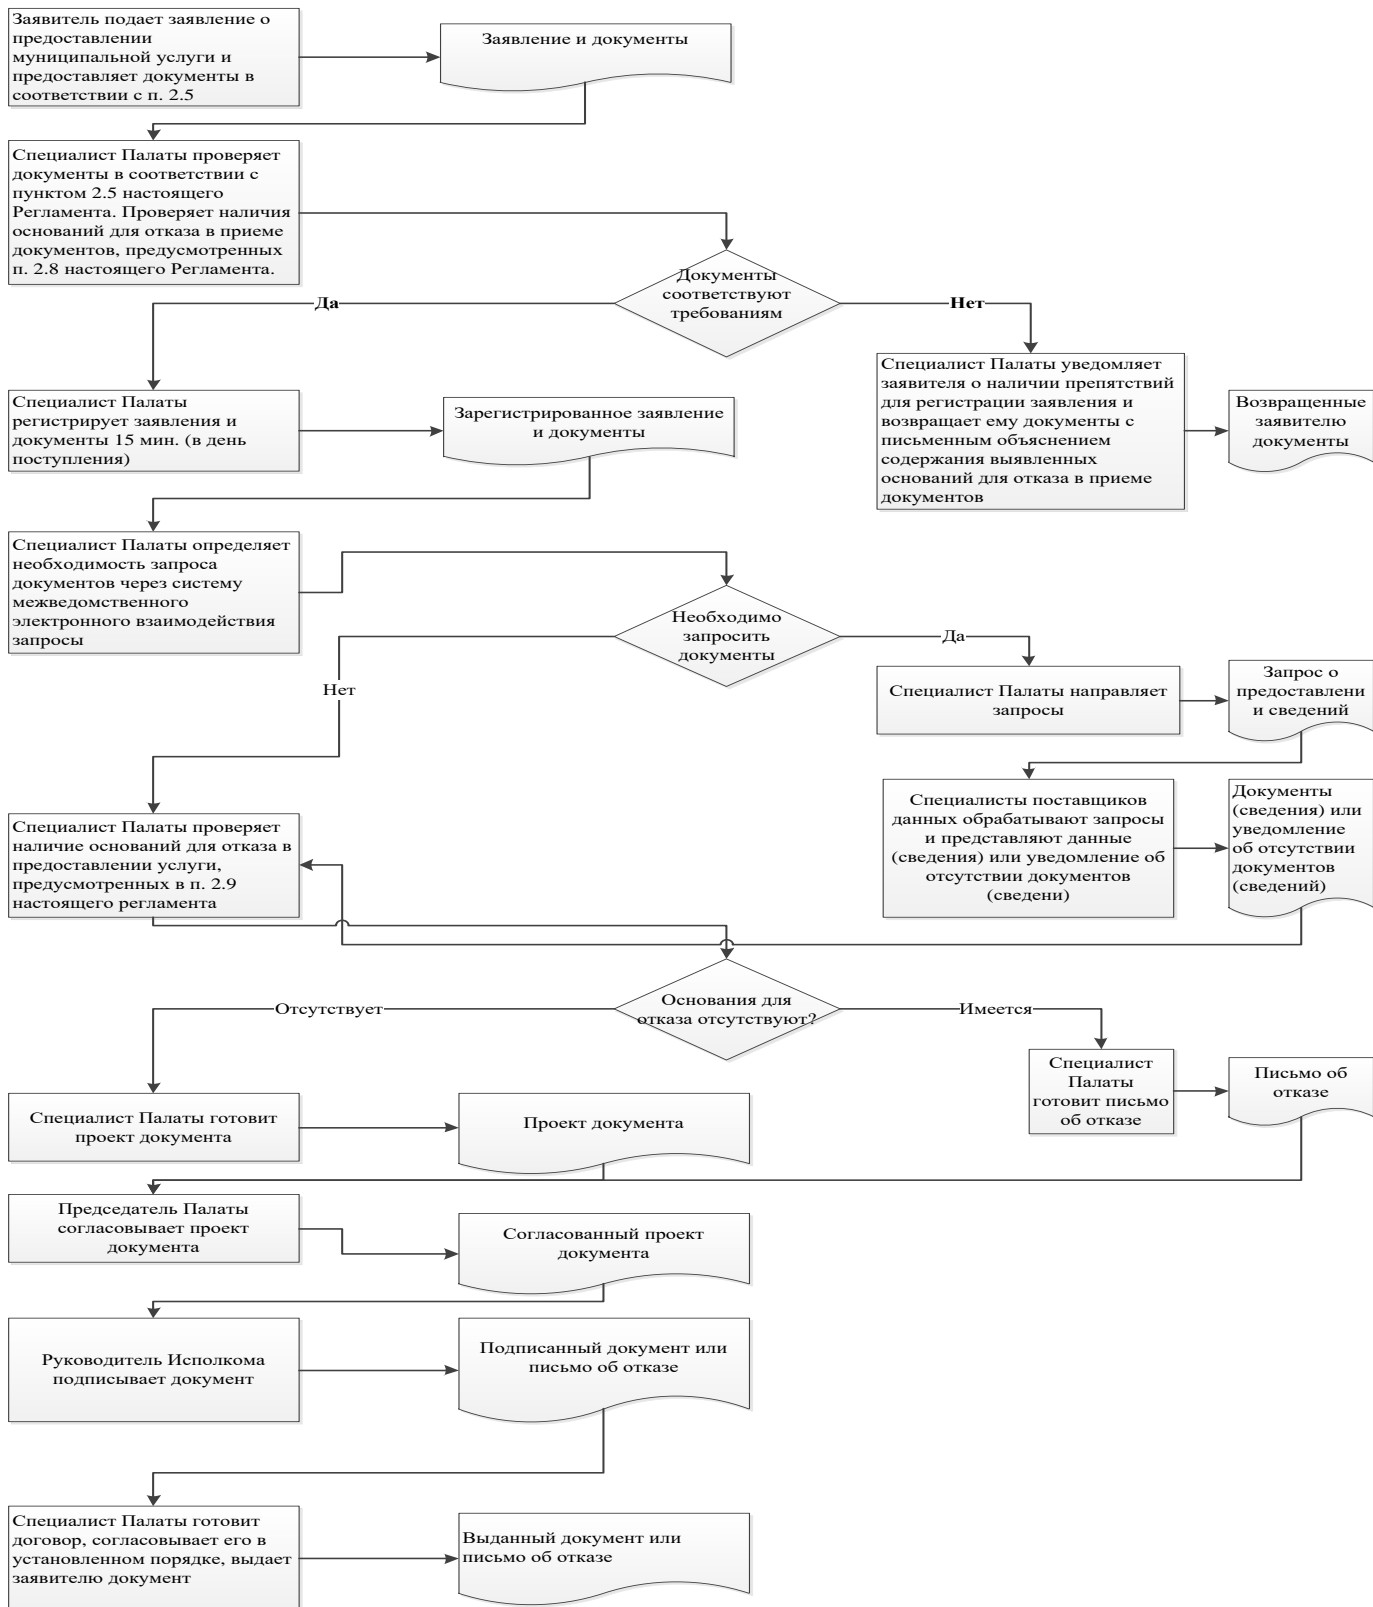 Заявитель подает заявление о
предоставлении
муниципальной услуги и
предоставляет документы в
соответствии с п. 2.5
Заявление и документы
Специалист Палаты проверяет
документы в соответствии с
пунктом 2.5 настоящего
Регламента. Проверяет наличия
оснований для отказа в приеме
документов, предусмотренных
п. 2.8 настоящего Регламента.
Документы
соответствуют
требованиям
Да
Нет
Специалист Палаты
регистрирует заявления и
документы 15 мин. (в день
поступления)
Зарегистрированное заявление
и документы
Специалист Палаты уведомляет
заявителя о наличии препятствий
для регистрации заявления и
возвращает ему документы с
письменным объяснением
содержания выявленных
оснований для отказа в приеме
документов
Возвращенные
заявителю
документы
Специалист Палаты определяет
необходимость запроса
документов через систему
межведомственного
электронного взаимодействия
запросы
Необходимо
запросить
документы
Да
Нет
Специалист Палаты направляет
запросы
Запрос о
предоставлени
и сведений
Специалисты поставщиков
данных обрабатывают запросы
и представляют данные
(сведения) или уведомление об
отсутствии документов
(сведени)
Документы
(сведения) или
уведомление
об отсутствии
документов
(сведений)
Специалист Палаты проверяет
наличие оснований для отказа в
предоставлении услуги,
предусмотренных в п. 2.9
настоящего регламента
Основания для
отказа отсутствуют?
Отсутствует
Имеется
Специалист
Палаты
готовит письмо
об отказе
Письмо об
отказе
Специалист Палаты готовит
проект документа
Проект документа
Председатель Палаты
согласовывает проект
документа
Согласованный проект
документа
Руководитель Исполкома
подписывает документ
Подписанный документ или
письмо об отказе
Специалист Палаты готовит
договор, согласовывает его в
установленном порядке, выдает
заявителю документ
Выданный документ или
письмо об отказе